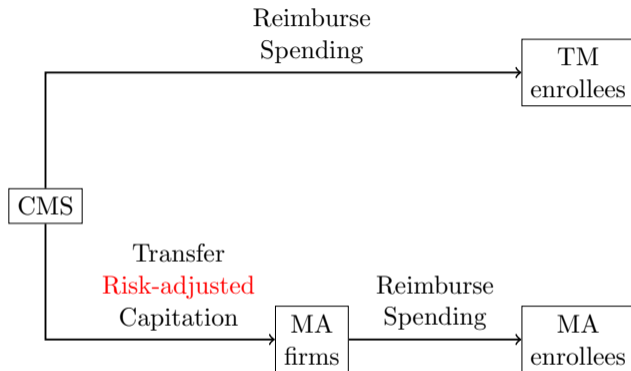 Reimburse
Spending
TM
enrollees
CMS
Transfer
Risk-adjusted
Capitation
MA
firms
Reimburse
Spending
MA
enrollees